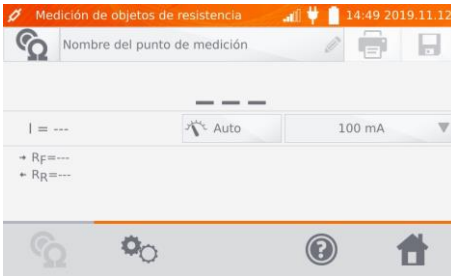 Medición de objetos de resistencia 14:49 2019.11.12
Nombre del punto de medición
---
I = --- Auto 100 mA
→ RF=---
← RR=---